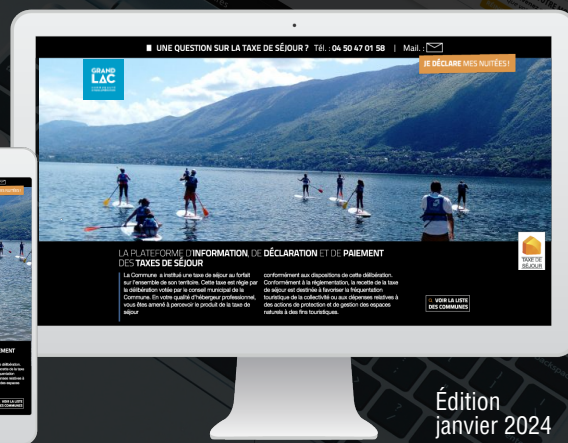 UNE QUESTION SUR LA TAXE DE SÉJOUR ? Tél. : 04 50 47 01 58 | Mail. :
JE DÉCLARE MES NUITÉES !
GRAND
LAC
LA PLATEFORME D'INFORMATION, DE DÉCLARATION ET DE PAIEMENT
DES TAXES DE SÉJOUR
La Commune a institué une taxe de séjour au forfait
sur l'ensemble de son territoire. Cette taxe est régie par
la délibération votée par le conseil municipal de la
Commune. En votre qualité d'hébergeur professionnel,
vous êtes amené à percevoir le produit de la taxe de
séjour
conformément aux dispositions de cette délibération.
Conformément à la réglementation, la recette de la taxe
de séjour est destinée à favoriser la fréquentation
touristique de la collectivité ou aux dépenses relatives à
des actions de protection et de gestion des espaces
naturels à des fins touristiques.
TAXE DE
SÉJOUR
VOIR LA LISTE
DES COMMUNES
Édition
janvier 2024